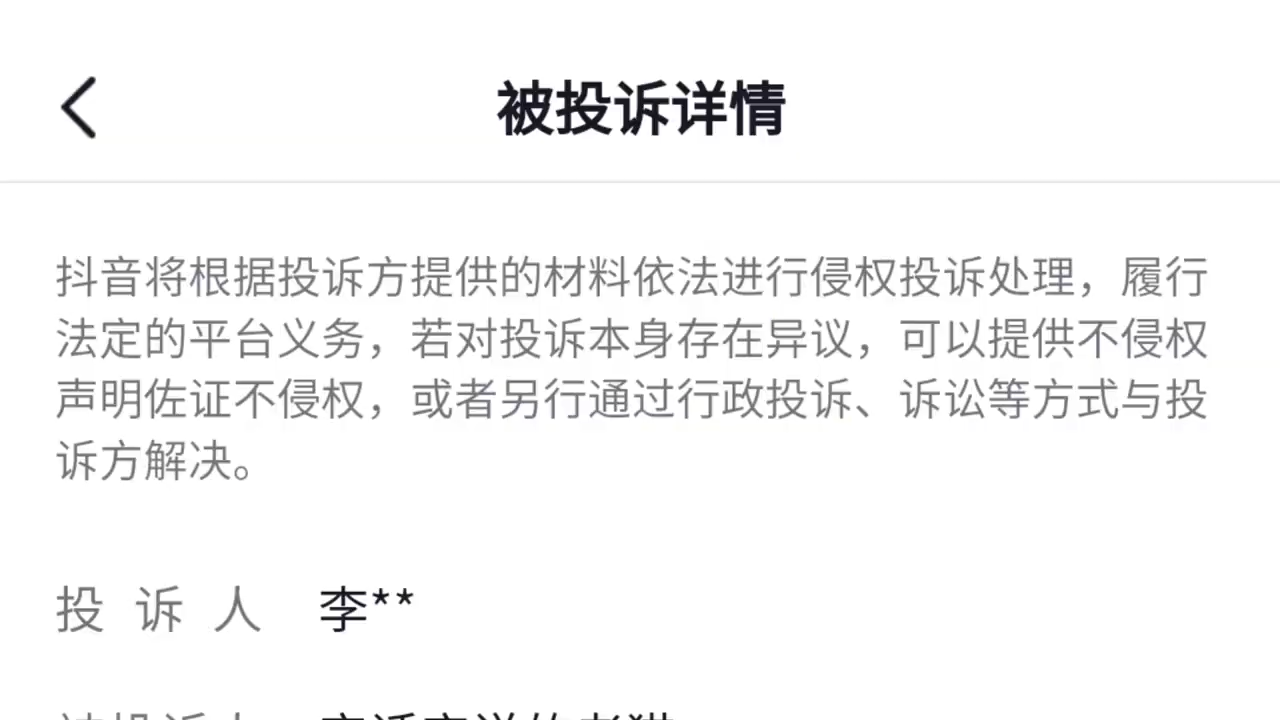 被投诉详情
抖音将根据投诉方提供的材料依法进行侵权投诉处理，履行
法定的平台义务，若对投诉本身存在异议，可以提供不侵权
声明佐证不侵权，或者另行通过行政投诉、诉讼等方式与投
诉方解决。
投 诉 人 李**
被投诉人